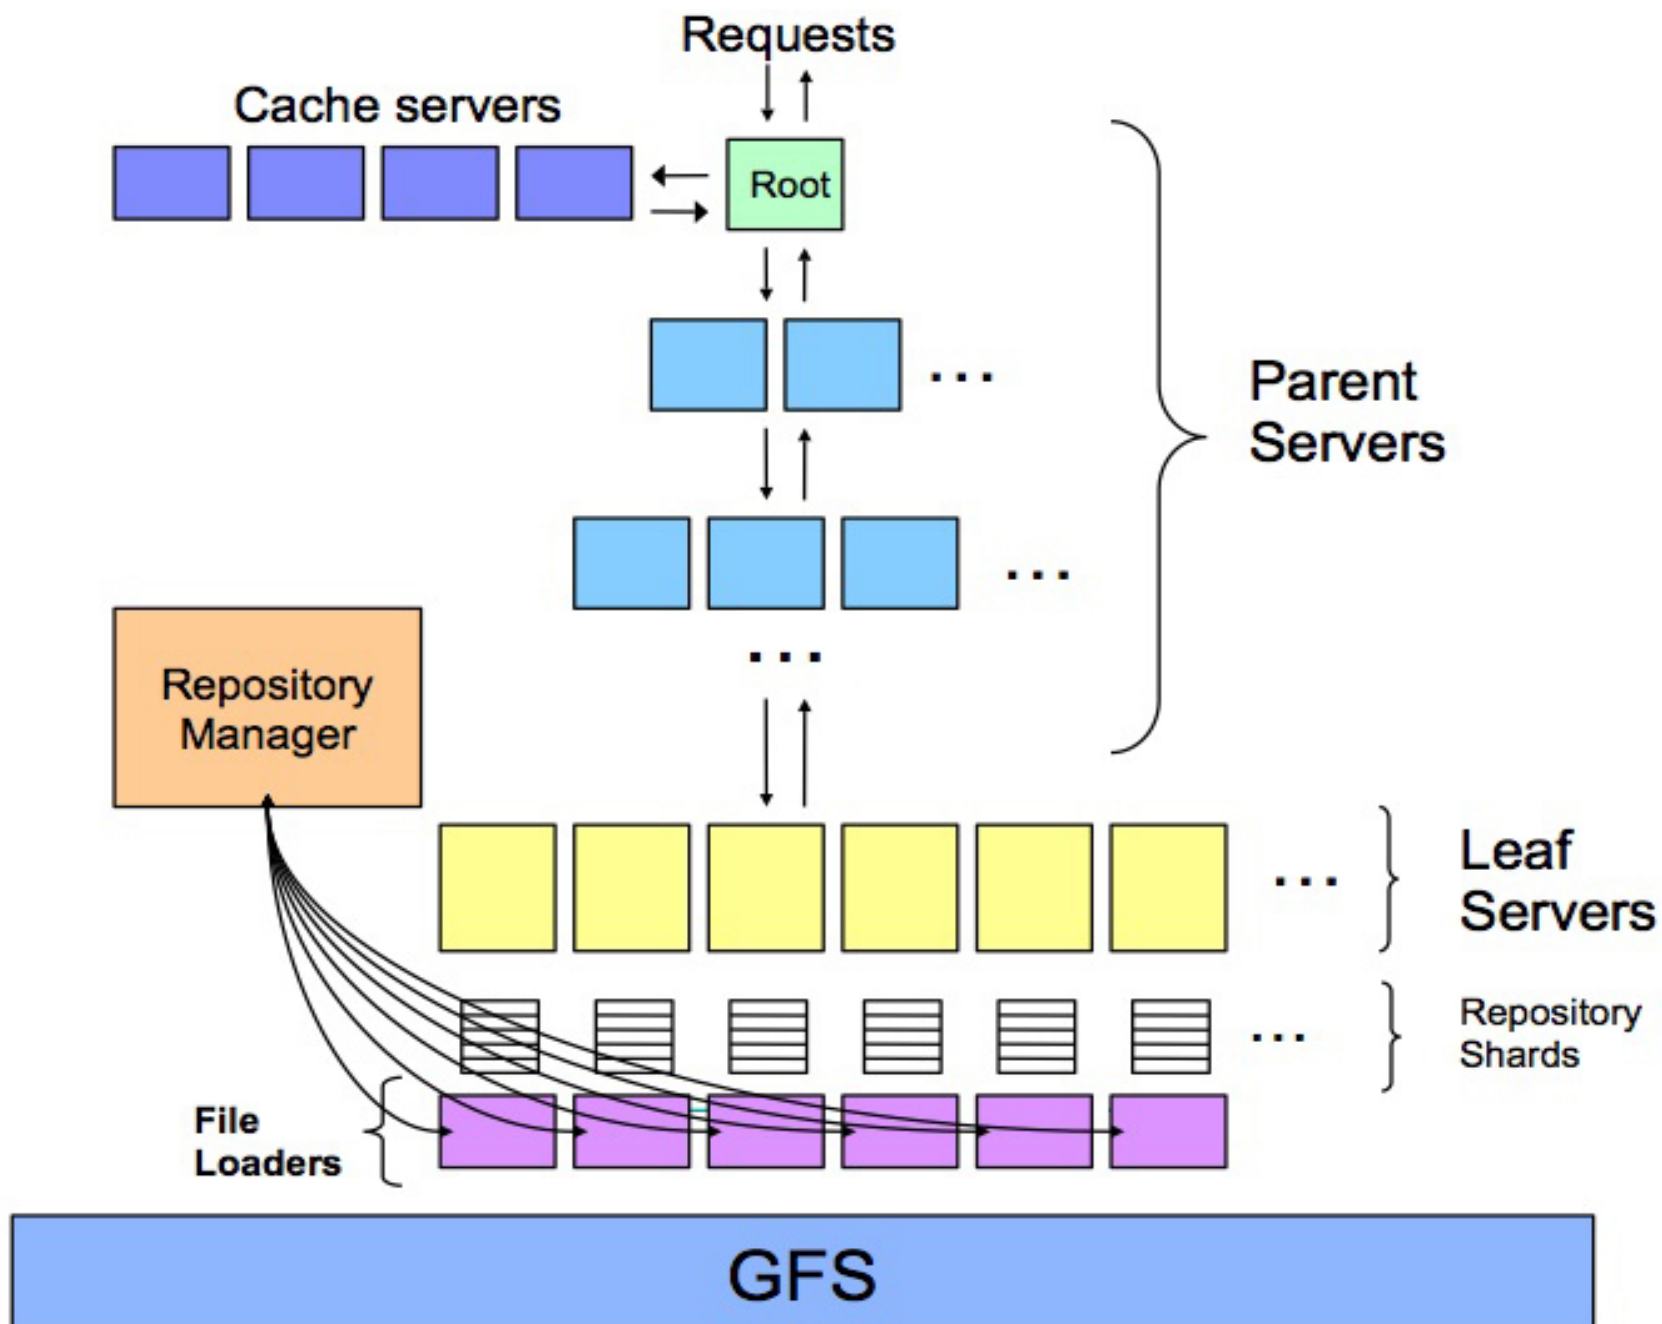 Requests
Cache servers
Root
Parent
Servers
Repository
Manager
Leaf
Servers
Repository
Shards
File
Loaders
GFS